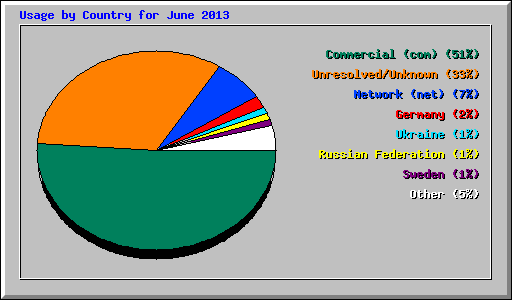 Usage by Country for June 2013
Commercial (com) (51%)
Unresolved/Unknown (33%)
Network (net) (7%)
Germany (2%)
Ukraine (1%)
Russian Federation (1%)
Sweden (1%)
Other (5%)